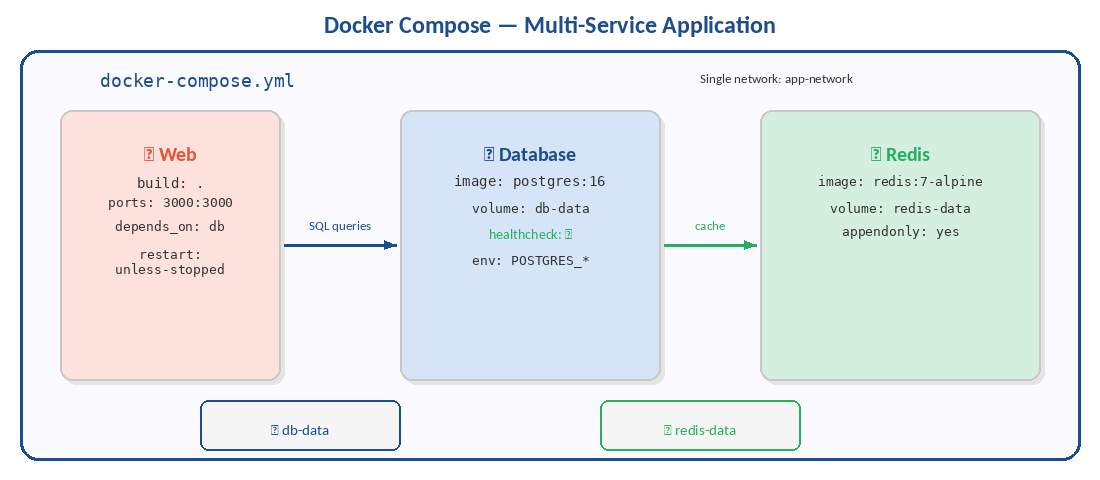 Docker Compose — Multi-Service Application
docker-compose.yml
Single network: app-network
Web
build: .
ports: 3000:3000
depends_on: db
restart:
unless-stopped
SQL queries
Database
image: postgres:16
volume: db-data
healthcheck:
env: POSTGRES_*
cache
Redis
image: redis:7-alpine
volume: redis-data
appendonly: yes
db-data
redis-data